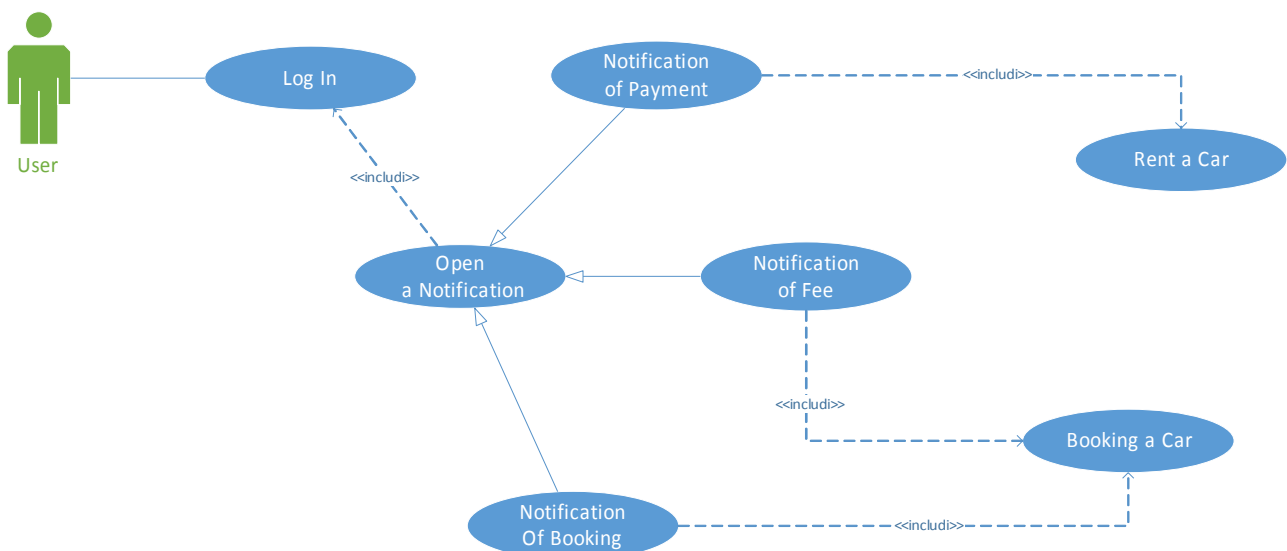 Log In
Notification
of Payment
<<includi>>
User
Rent a Car
<<includi>>
Open
a Notification
Notification
of Fee
<<includi>>
Booking a Car
Notification
Of Booking
<<includi>>